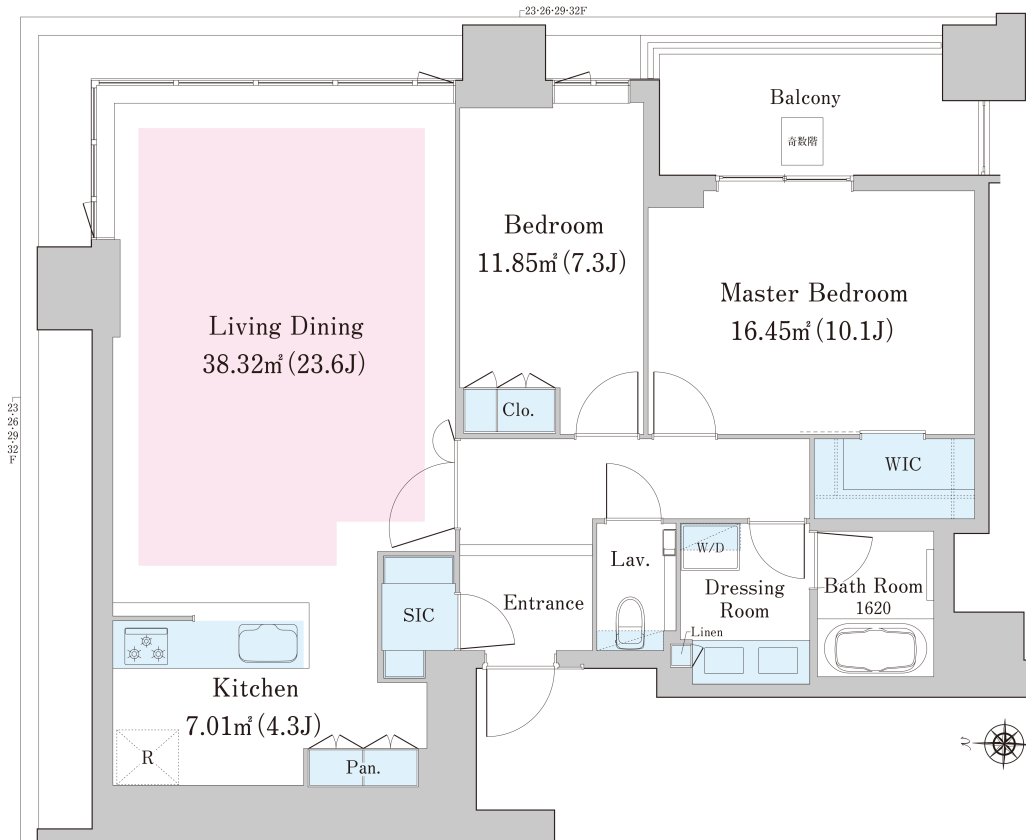 23·26·29·32F
Balcony
奇数階
Bedroom
11.85㎡(7.3J)
Master Bedroom
16.45㎡(10.1J)
Living Dining
38.32㎡(23.6J)
23·
26·
29·
32
F
Clo.
WIC
W/D
Lav.
Dressing
Room
Bath Room
1620
SIC
Entrance
Linen
Kitchen
7.01㎡(4.3J)
R
Pan.
N